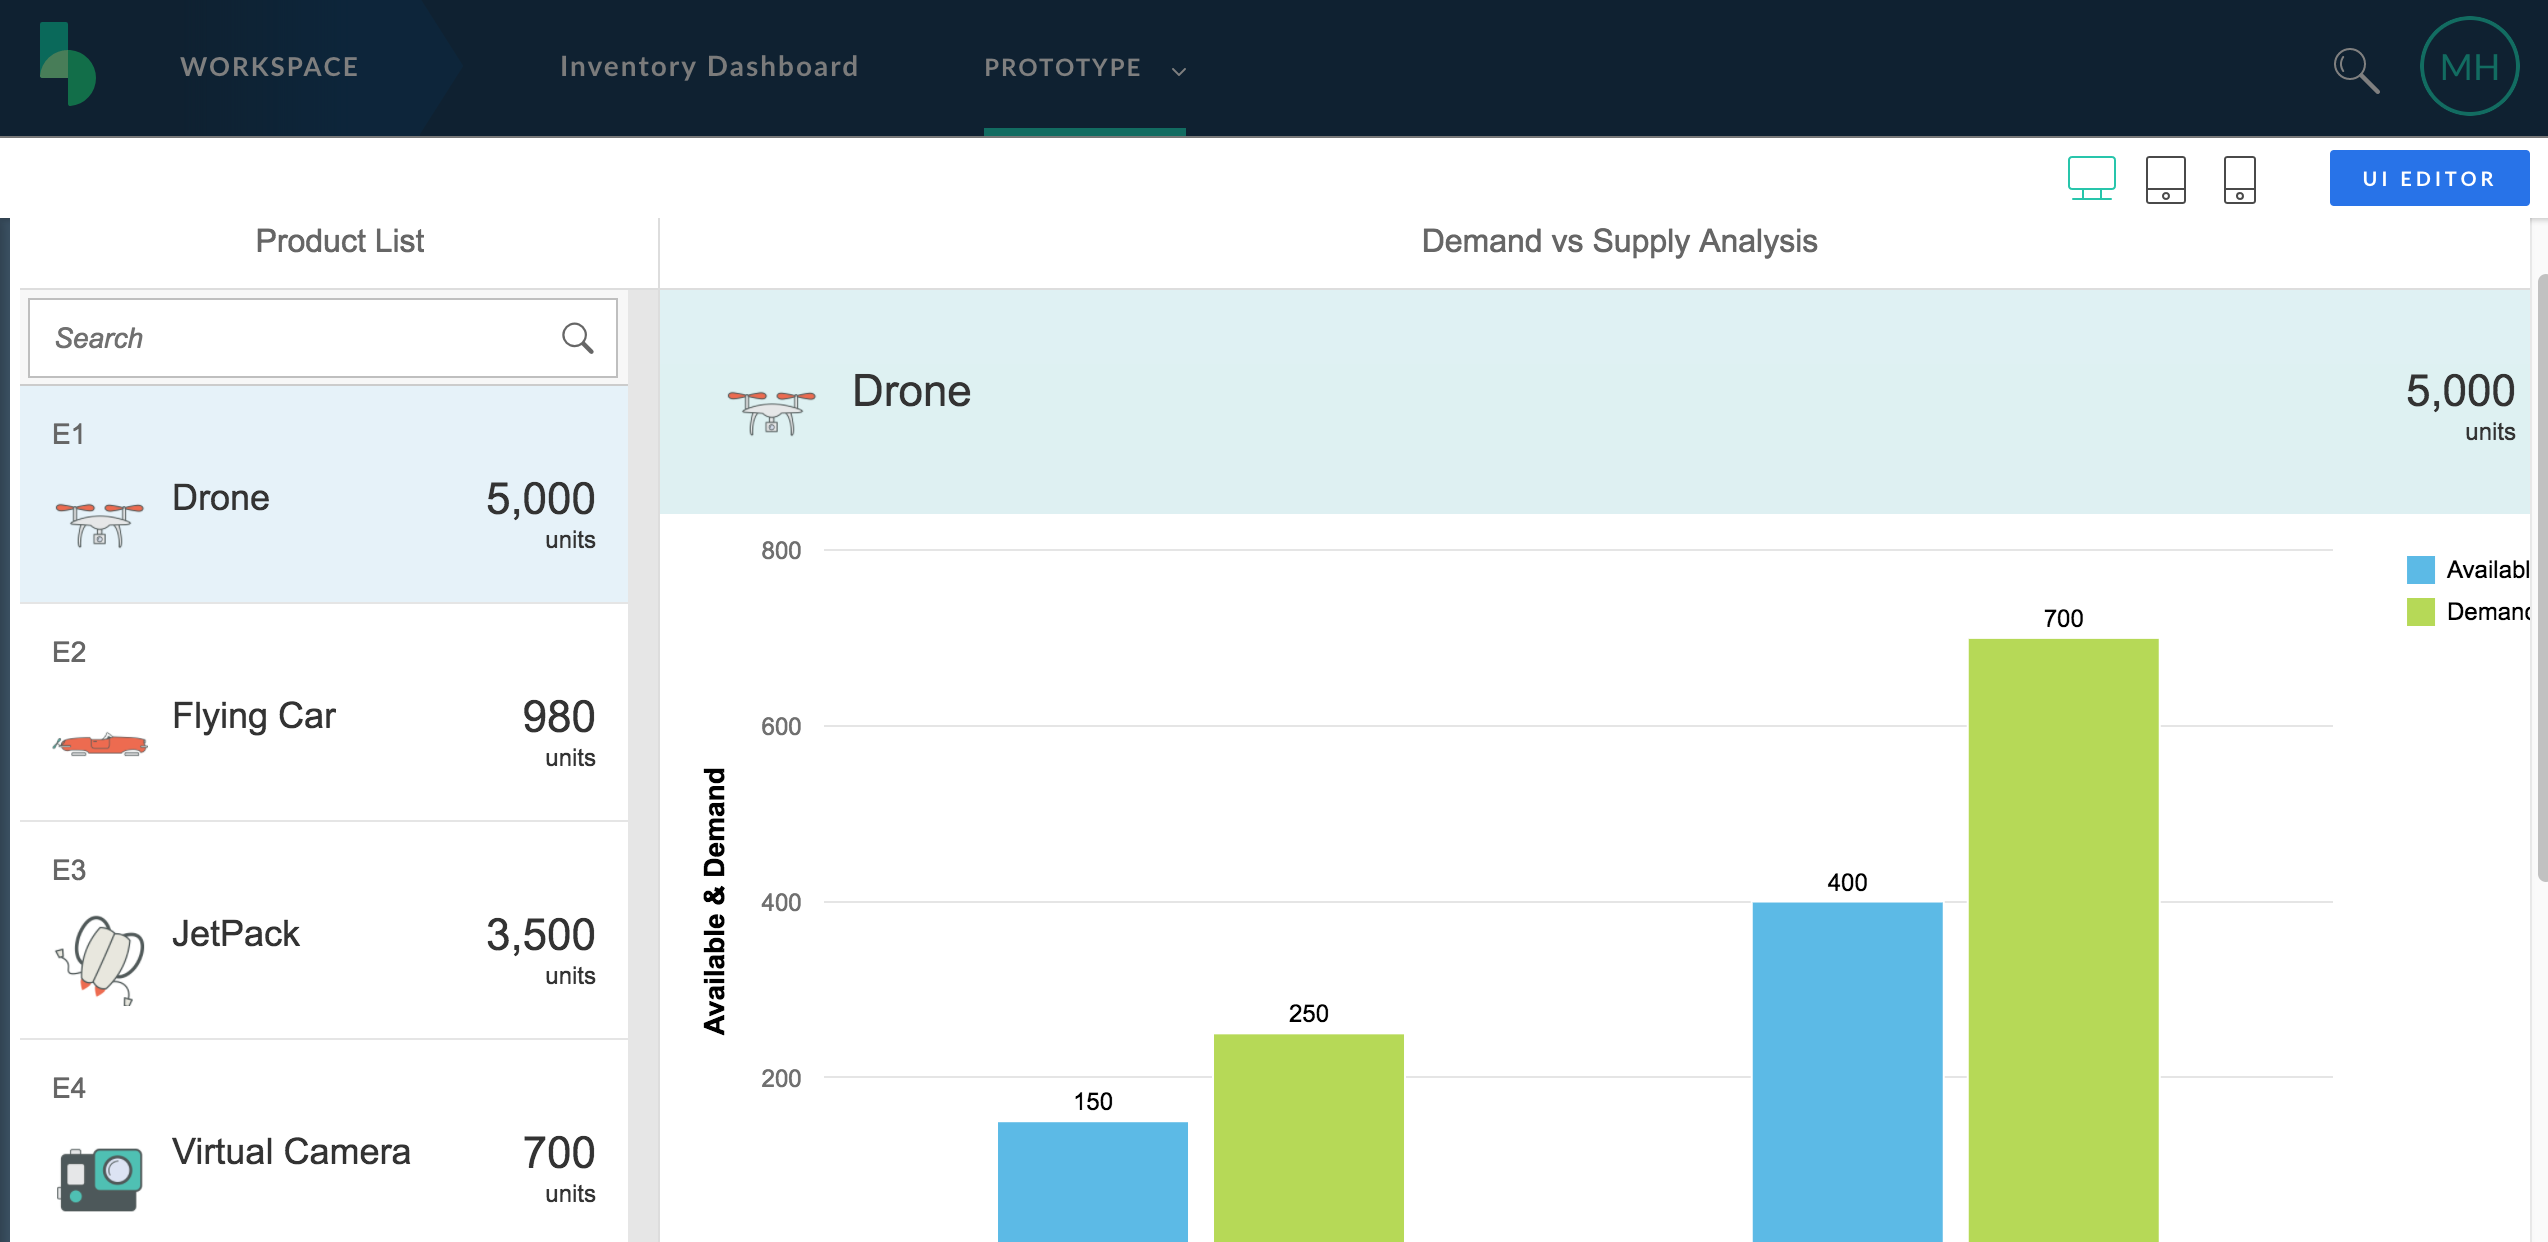 WORKSPACE
Inventory Dashboard
PROTOTYPE
MH
UI EDITOR
Product List
Demand vs Supply Analysis
Search
E1
Drone
5,000
units
E2
Flying Car
980
units
E3
JetPack
3,500
units
E4
Virtual Camera
700
units
Drone
5,000
units
Availabl
Demand
Available & Demand
800
600
400
200
150
250
400
700